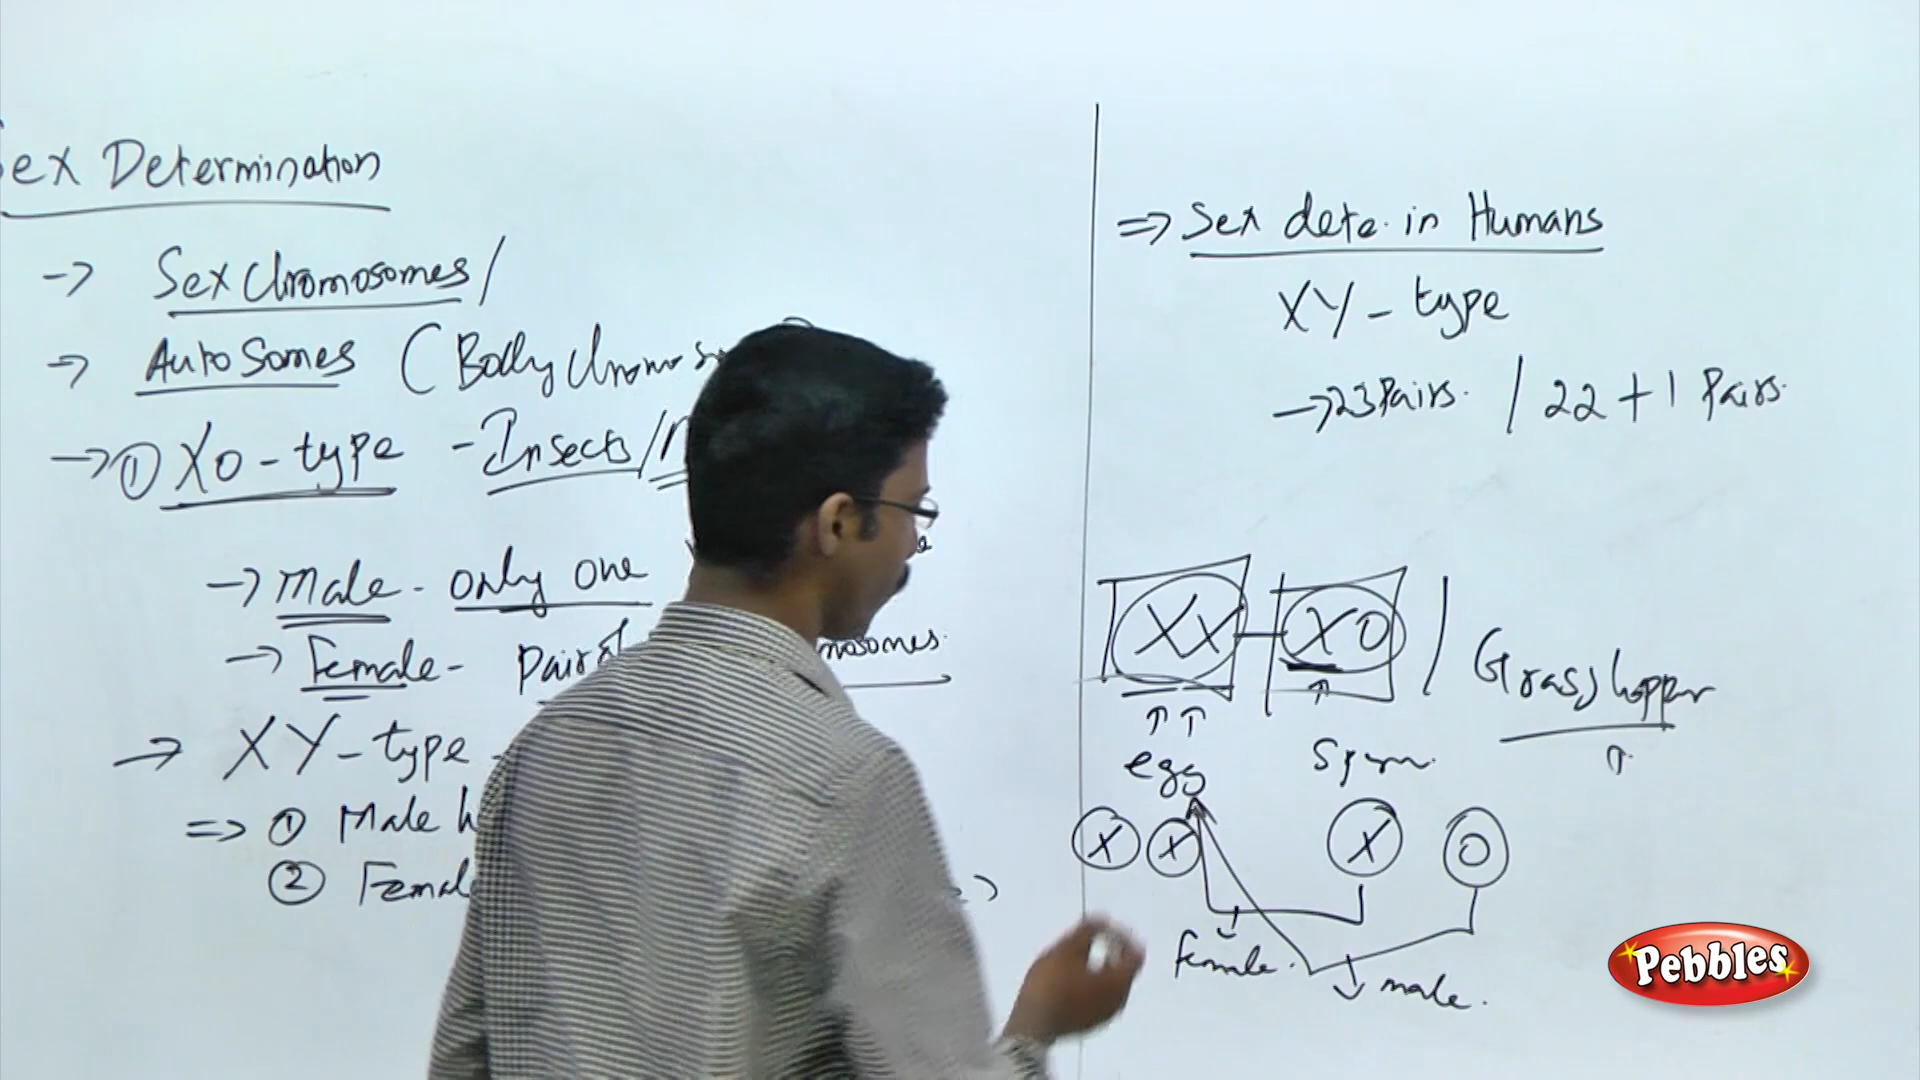 Sex Determination
-> Sex Chromosomes /
-> Autosomes (Body
-> ① XO - type - Insects /
-> Male - only one
-> Female - Pair of
-> XY - type -
=> ① Male
② Female
=> Sex dete. in Humans
XY - type
-> 23 Pairs. / 22 + 1 Pairs.
XX XO / Grasshopper
egg Sperm.
X X X O
Female.
male.
Pebbles